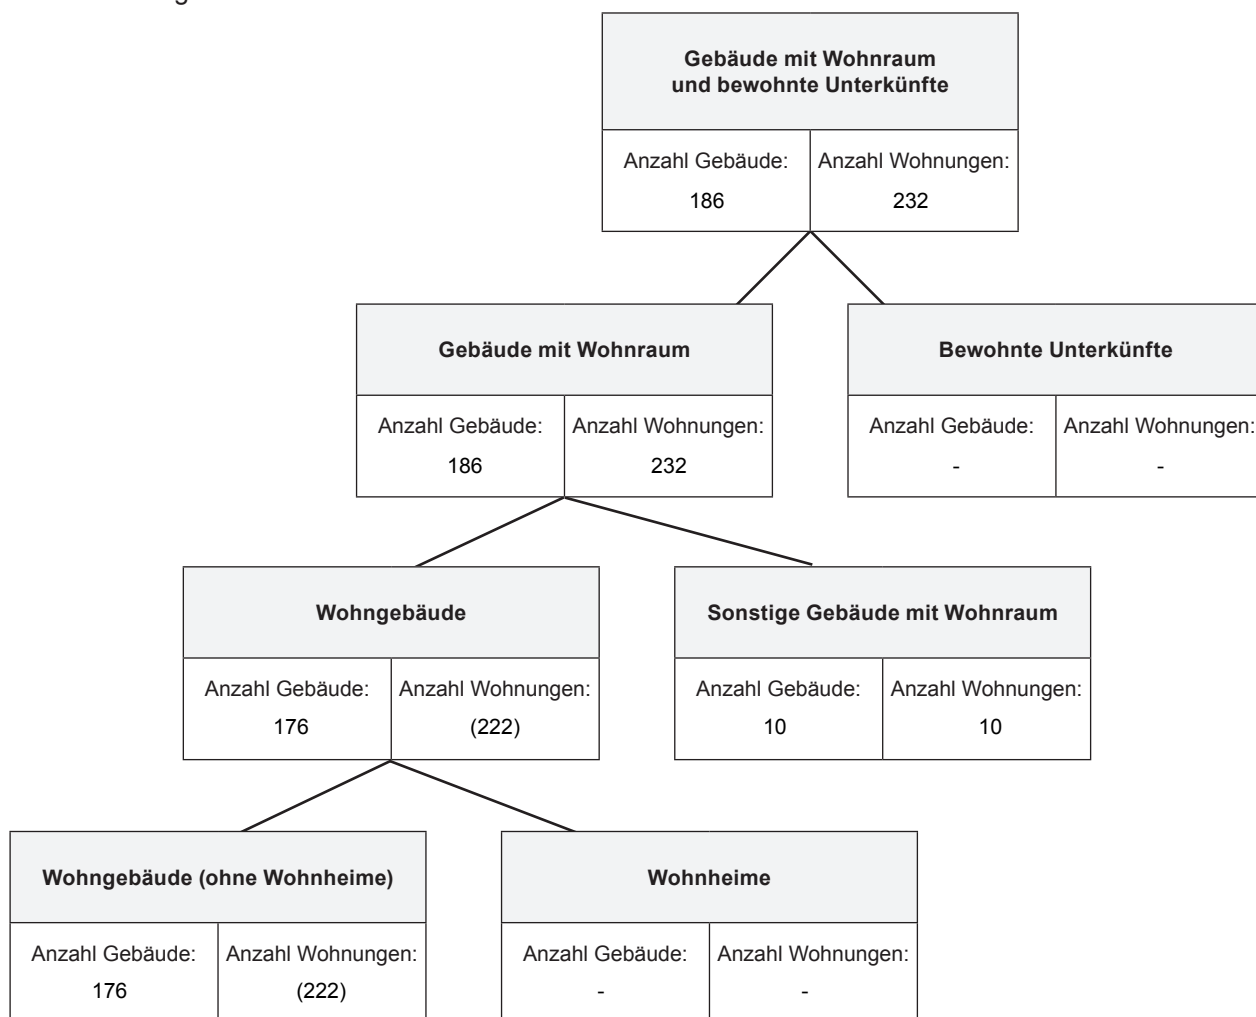 Gebäude mit Wohnraum
und bewohnte Unterkünfte
Anzahl Gebäude: Anzahl Wohnungen:
186 232
Gebäude mit Wohnraum
Anzahl Gebäude: Anzahl Wohnungen:
186 232
Bewohnte Unterkünfte
Anzahl Gebäude: Anzahl Wohnungen:
- -
Wohngebäude
Anzahl Gebäude: Anzahl Wohnungen:
176 (222)
Sonstige Gebäude mit Wohnraum
Anzahl Gebäude: Anzahl Wohnungen:
10 10
Wohngebäude (ohne Wohnheime)
Anzahl Gebäude: Anzahl Wohnungen:
176 (222)
Wohnheime
Anzahl Gebäude: Anzahl Wohnungen:
- -